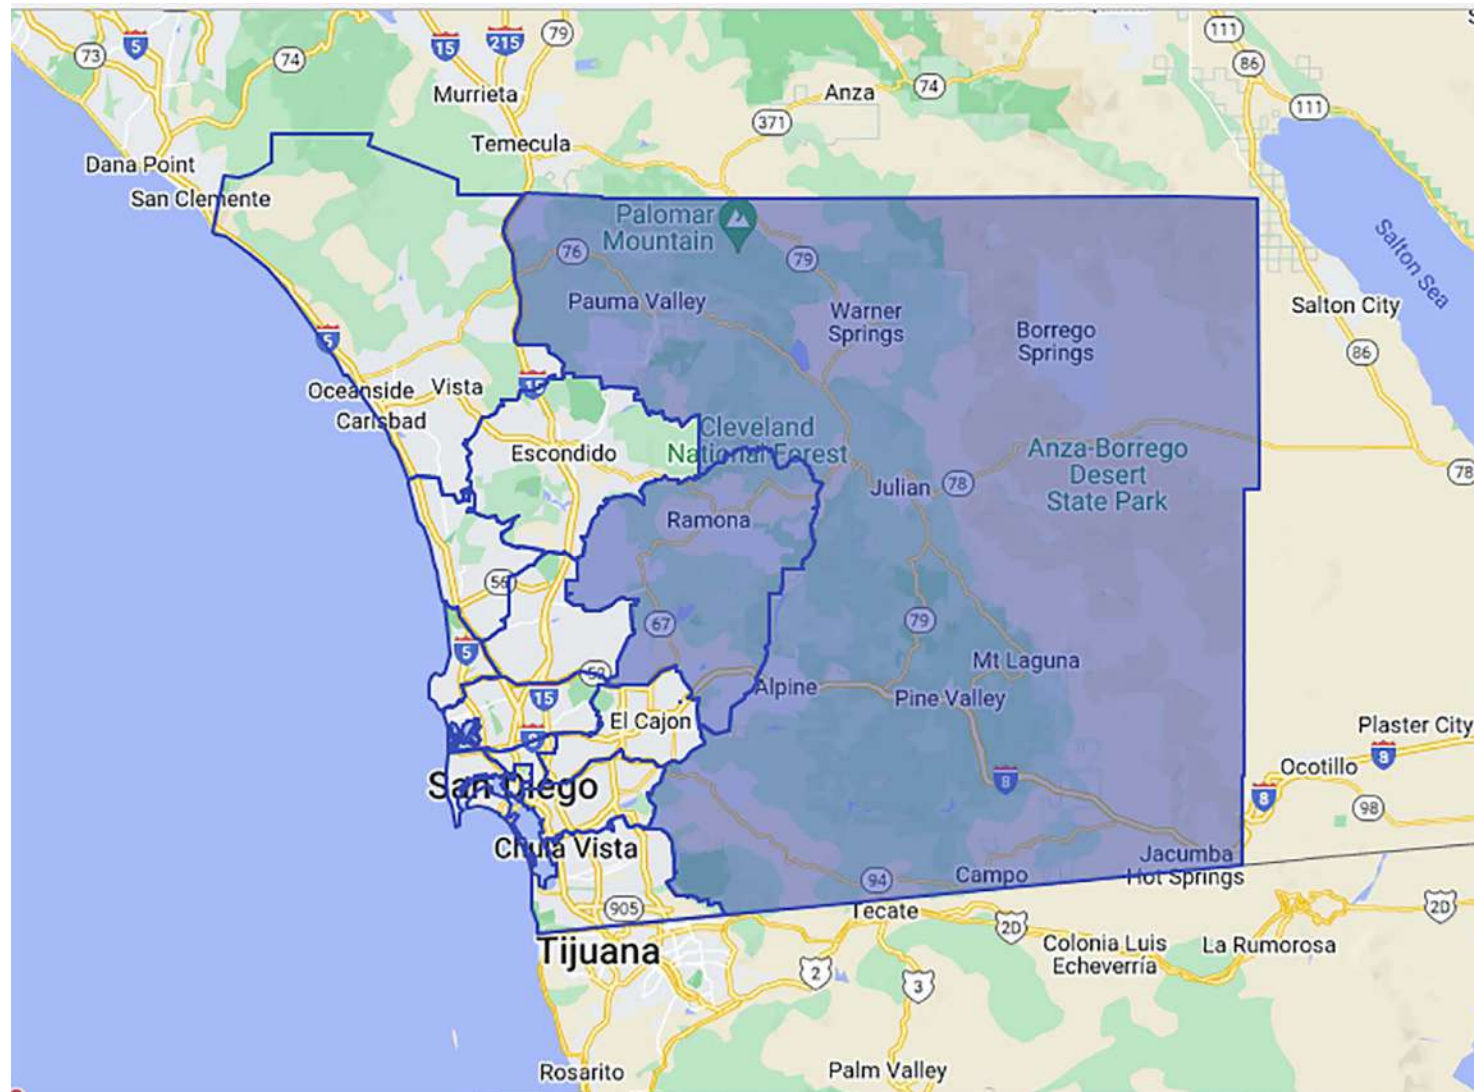 73
5
74
15
215
79
111
86
111
Murrieta
Anza
74
371
Temecula
Dana Point
San Clemente
Palomar
Mountain
76
79
Salton Sea
Pauma Valley
Warner
Springs
Borrego
Springs
Salton City
5
86
15
Oceanside
Vista
Carlsbad
Cleveland
National Forest
Escondido
Anza-Borrego
Desert
State Park
78
Julian
78
Ramona
56
67
79
5
Mt Laguna
52
15
Alpine
Pine Valley
El Cajon
Plaster City
8
8
Ocotillo
San Diego
8
8
98
Chula Vista
Jacumba
Hot Springs
94
Campo
905
Tecate
2D
2D
Tijuana
Colonia Luis
Echeverría
La Rumorosa
2
3
Rosarito
Palm Valley